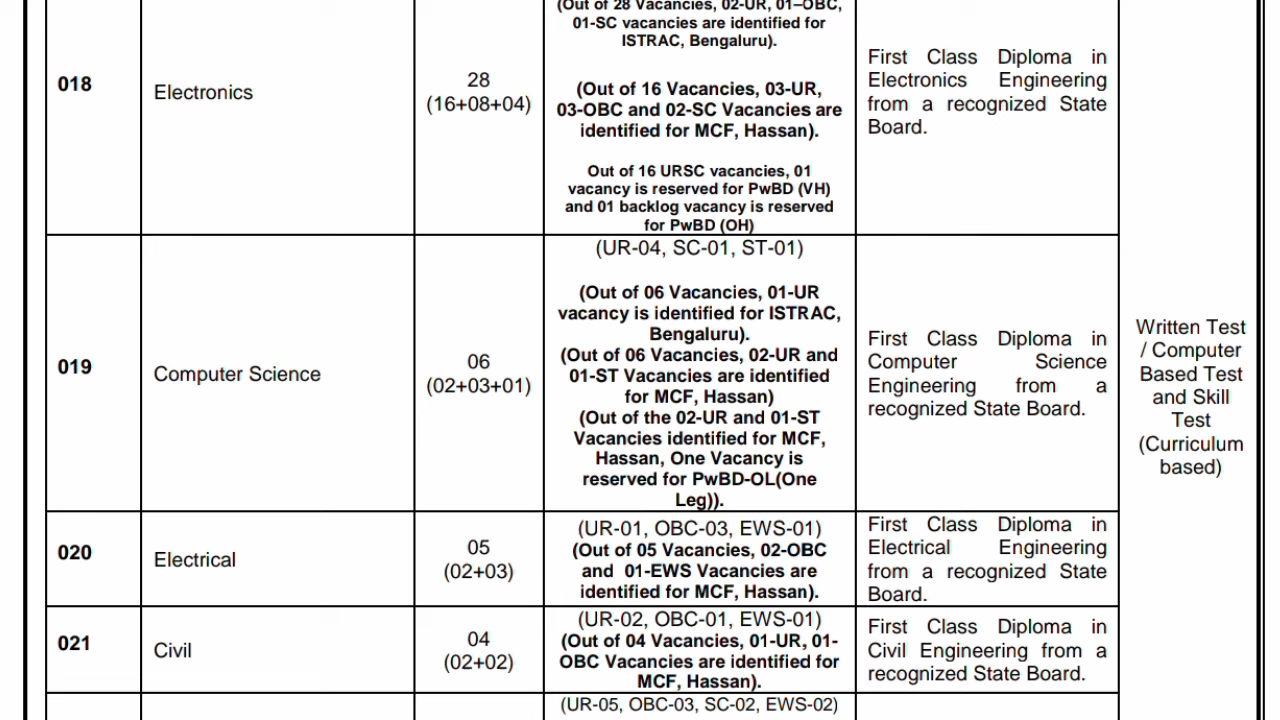 018
Electronics
28
(16+08+04)
(Out of 28 Vacancies, 02-UR, 01–OBC,
01-SC vacancies are identified for
ISTRAC, Bengaluru).
(Out of 16 Vacancies, 03-UR,
03-OBC and 02-SC Vacancies are
identified for MCF, Hassan).
Out of 16 URSC vacancies, 01
vacancy is reserved for PwBD (VH)
and 01 backlog vacancy is reserved
for PwBD (OH)
First Class Diploma in
Electronics Engineering
from a recognized State
Board.
019
Computer Science
06
(02+03+01)
(UR-04, SC-01, ST-01)
(Out of 06 Vacancies, 01-UR
vacancy is identified for ISTRAC,
Bengaluru).
(Out of 06 Vacancies, 02-UR and
01-ST Vacancies are identified
for MCF, Hassan)
(Out of the 02-UR and 01-ST
Vacancies identified for MCF,
Hassan, One Vacancy is
reserved for PwBD-OL(One
Leg)).
First Class Diploma in
Computer Science
Engineering from a
recognized State Board.
Written Test
/ Computer
Based Test
and Skill
Test
(Curriculum
based)
020
Electrical
05
(02+03)
(UR-01, OBC-03, EWS-01)
(Out of 05 Vacancies, 02-OBC
and 01-EWS Vacancies are
identified for MCF, Hassan).
First Class Diploma in
Electrical Engineering
from a recognized State
Board.
021
Civil
04
(02+02)
(UR-02, OBC-01, EWS-01)
(Out of 04 Vacancies, 01-UR, 01-
OBC Vacancies are identified for
MCF, Hassan).
First Class Diploma in
Civil Engineering from a
recognized State Board.
(UR-05, OBC-03, SC-02, EWS-02)